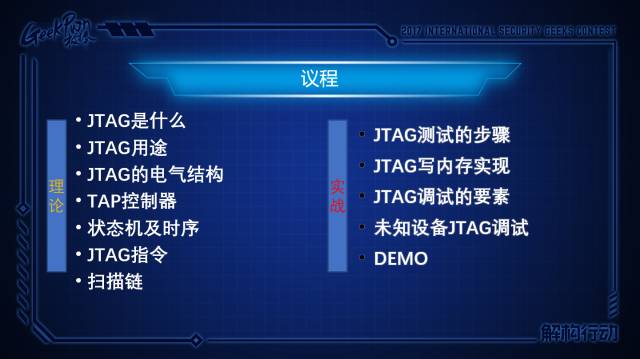 GeekPwn
2017 INTERNATIONAL SECURITY GEEKS CONTEST
议程
理论
• JTAG是什么
• JTAG用途
• JTAG的电气结构
• TAP控制器
• 状态机及时序
• JTAG指令
• 扫描链
实战
• JTAG测试的步骤
• JTAG写内存实现
• JTAG调试的要素
• 未知设备JTAG调试
• DEMO
解构行动